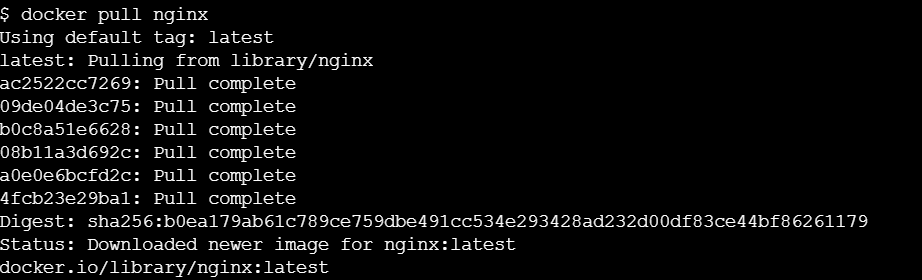 $ docker pull nginx
Using default tag: latest
latest: Pulling from library/nginx
ac2522cc7269: Pull complete
09de04de3c75: Pull complete
b0c8a51e6628: Pull complete
08b11a3d692c: Pull complete
a0e0e6bcfd2c: Pull complete
4fcb23e29ba1: Pull complete
Digest: sha256:b0ea179ab61c789ce759dbe491cc534e293428ad232d00df83ce44bf86261179
Status: Downloaded newer image for nginx:latest
docker.io/library/nginx:latest